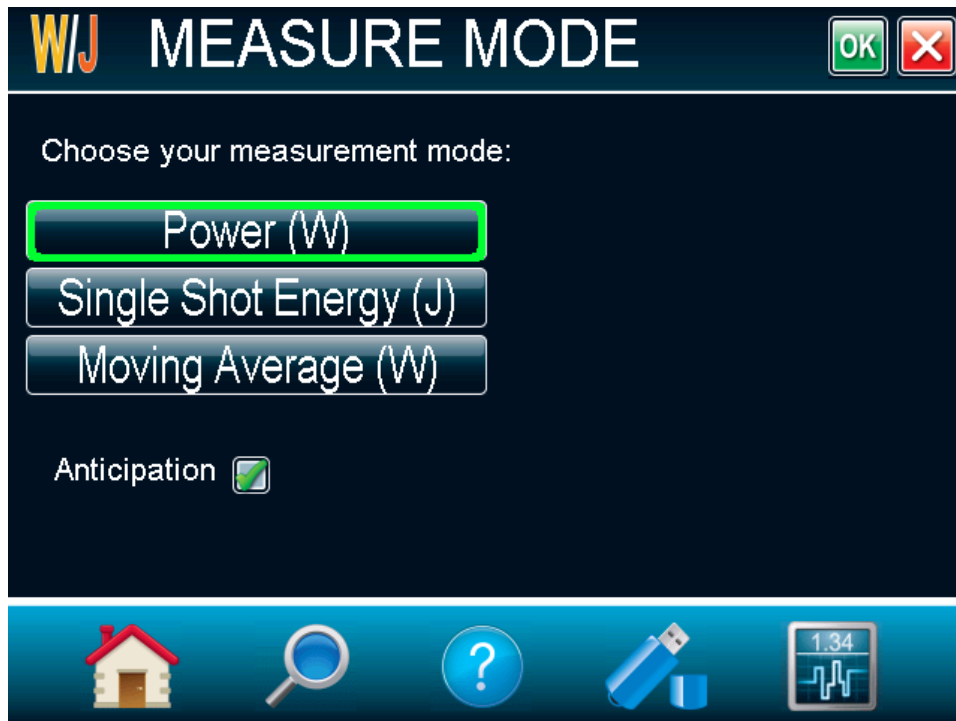 W/J MEASURE MODE OK
Choose your measurement mode:
Power (W)
Single Shot Energy (J)
Moving Average (W)
Anticipation
?
1.34